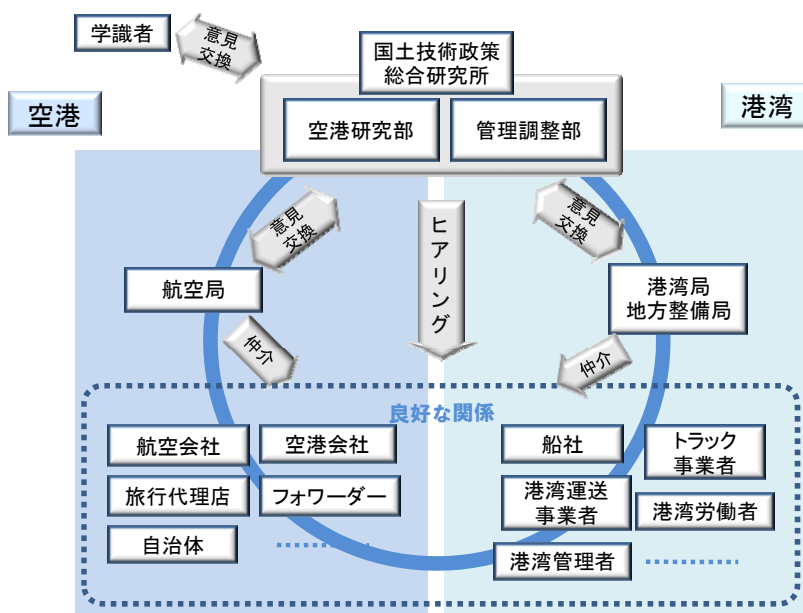 学識者
意見
交換
国土技術政策
総合研究所
空港
港湾
空港研究部
管理調整部
意見
交換
ヒアリング
意見
交換
航空局
港湾局
地方整備局
仲介
仲介
良好な関係
航空会社
空港会社
船社
トラック
事業者
旅行代理店
フォワーダー
港湾運送
事業者
港湾労働者
自治体
港湾管理者